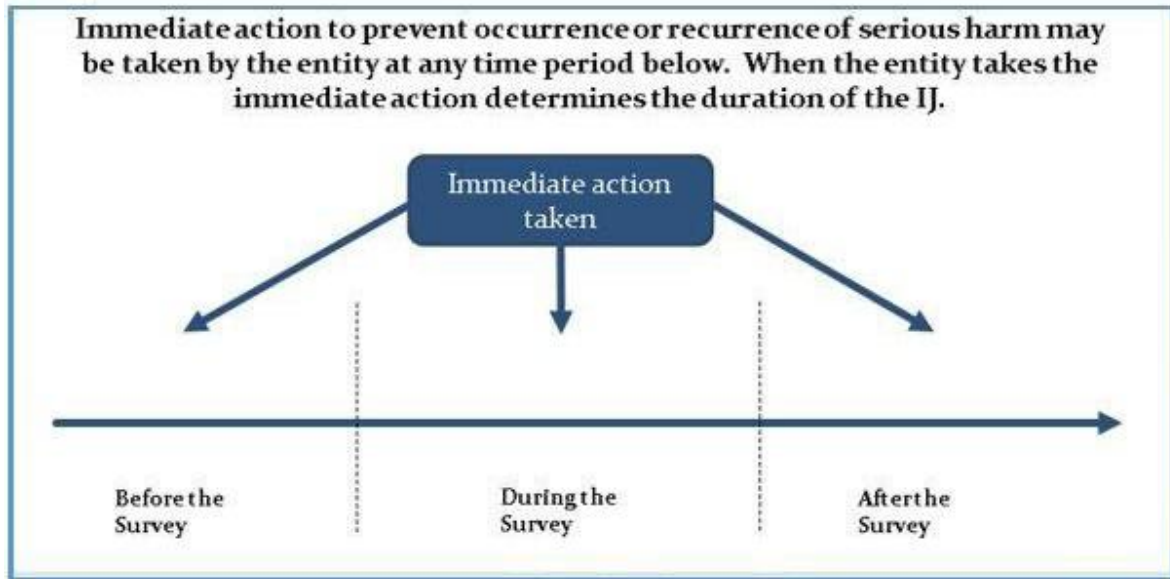 Immediate action to prevent occurrence or recurrence of serious harm may
be taken by the entity at any time period below. When the entity takes the
immediate action determines the duration of the IJ.
Immediate action
taken
Before the
Survey
During the
Survey
After the
Survey